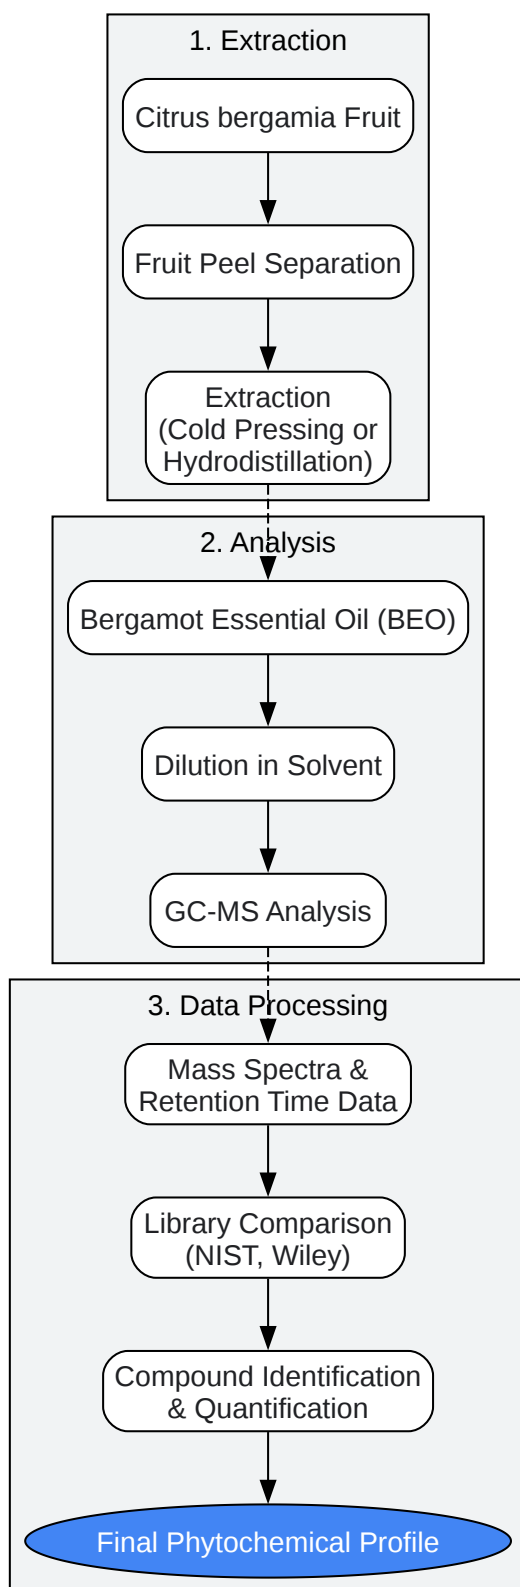 1. Extraction
Citrus bergamia Fruit
Fruit Peel Separation
Extraction
(Cold Pressing or
Hydrodistillation)
2. Analysis
Bergamot Essential Oil (BEO)
Dilution in Solvent
GC-MS Analysis
3. Data Processing
Mass Spectra &
Retention Time Data
Library Comparison
(NIST, Wiley)
Compound Identification
& Quantification
Final Phytochemical Profile